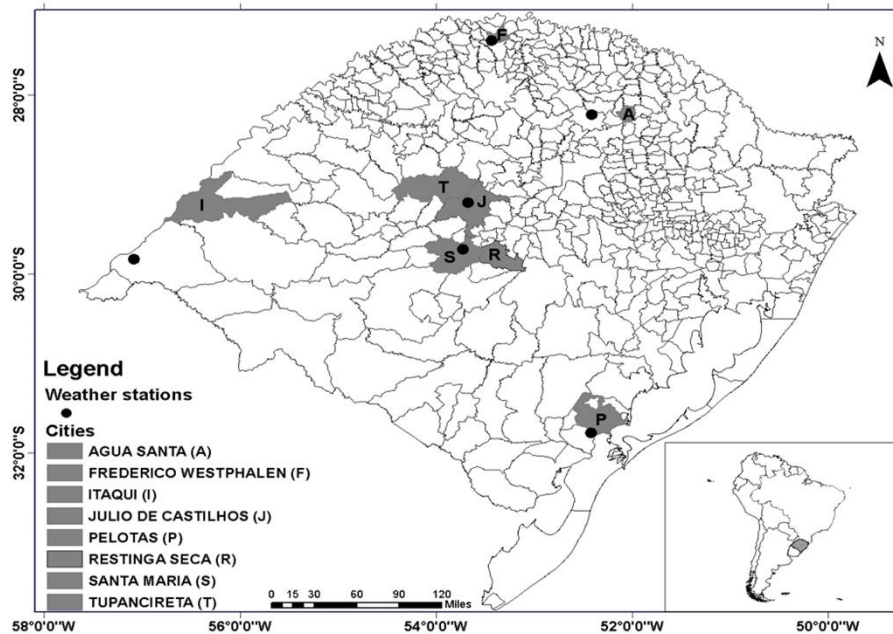 F
N
28°0'0"S
A
T
I
J
S
R
30°0'0"S
Legend
Weather stations
P
Cities
32°0'0"S
AGUA SANTA (A)
FREDERICO WESTPHALEN (F)
ITAQUI (I)
JULIO DE CASTILHOS (J)
PELOTAS (P)
RESTINGA SECA (R)
SANTA MARIA (S)
TUPANCIRETA (T)
0 15 30 60 90 120
Miles
58°0'0"W 56°0'0"W 54°0'0"W 52°0'0"W 50°0'0"W